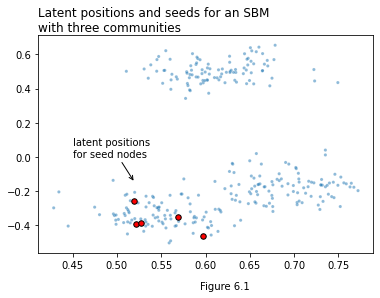 Latent positions and seeds for an SBM
with three communities
0.6
0.4
0.2
0.0
−0.2
−0.4
latent positions
for seed nodes
0.45 0.50 0.55 0.60 0.65 0.70 0.75
Figure 6.1